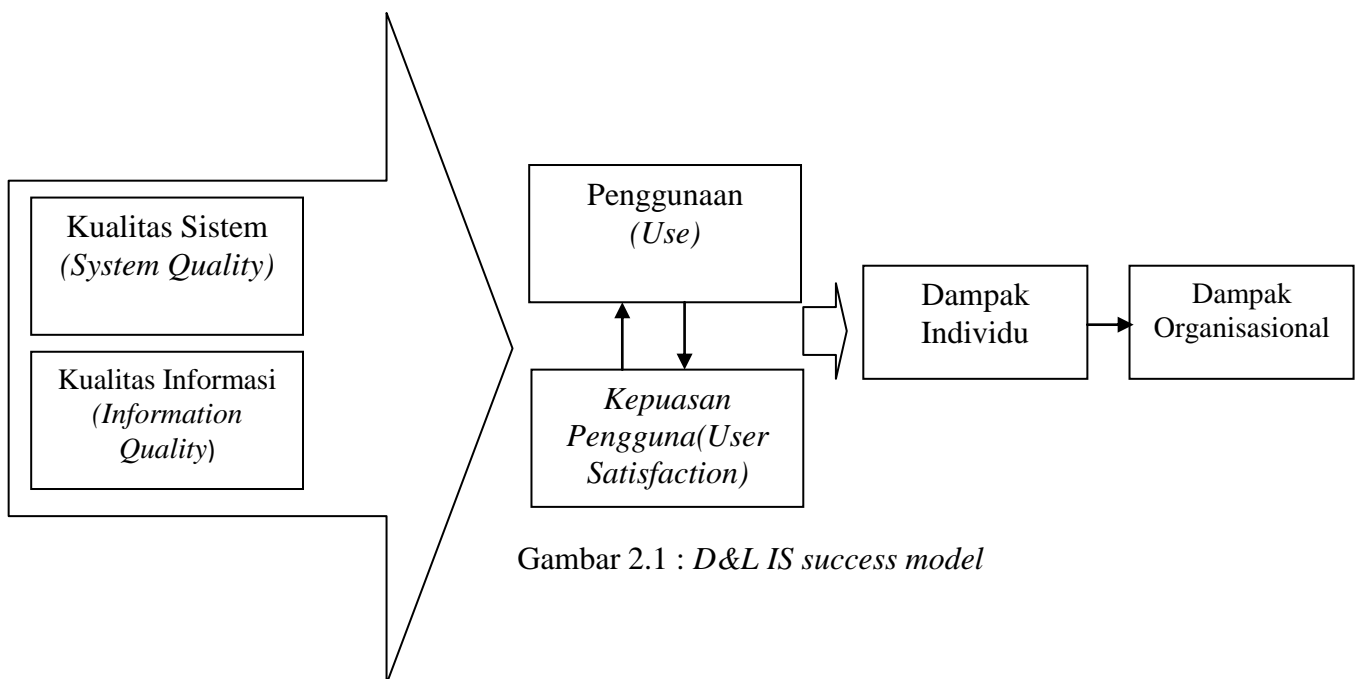 Kualitas Sistem
(System Quality)
Kualitas Informasi
(Information
Quality)
Penggunaan
(Use)
Kepuasan
Pengguna(User
Satisfaction)
Dampak
Individu
Dampak
Organisasional
Gambar 2.1 : D&L IS success model